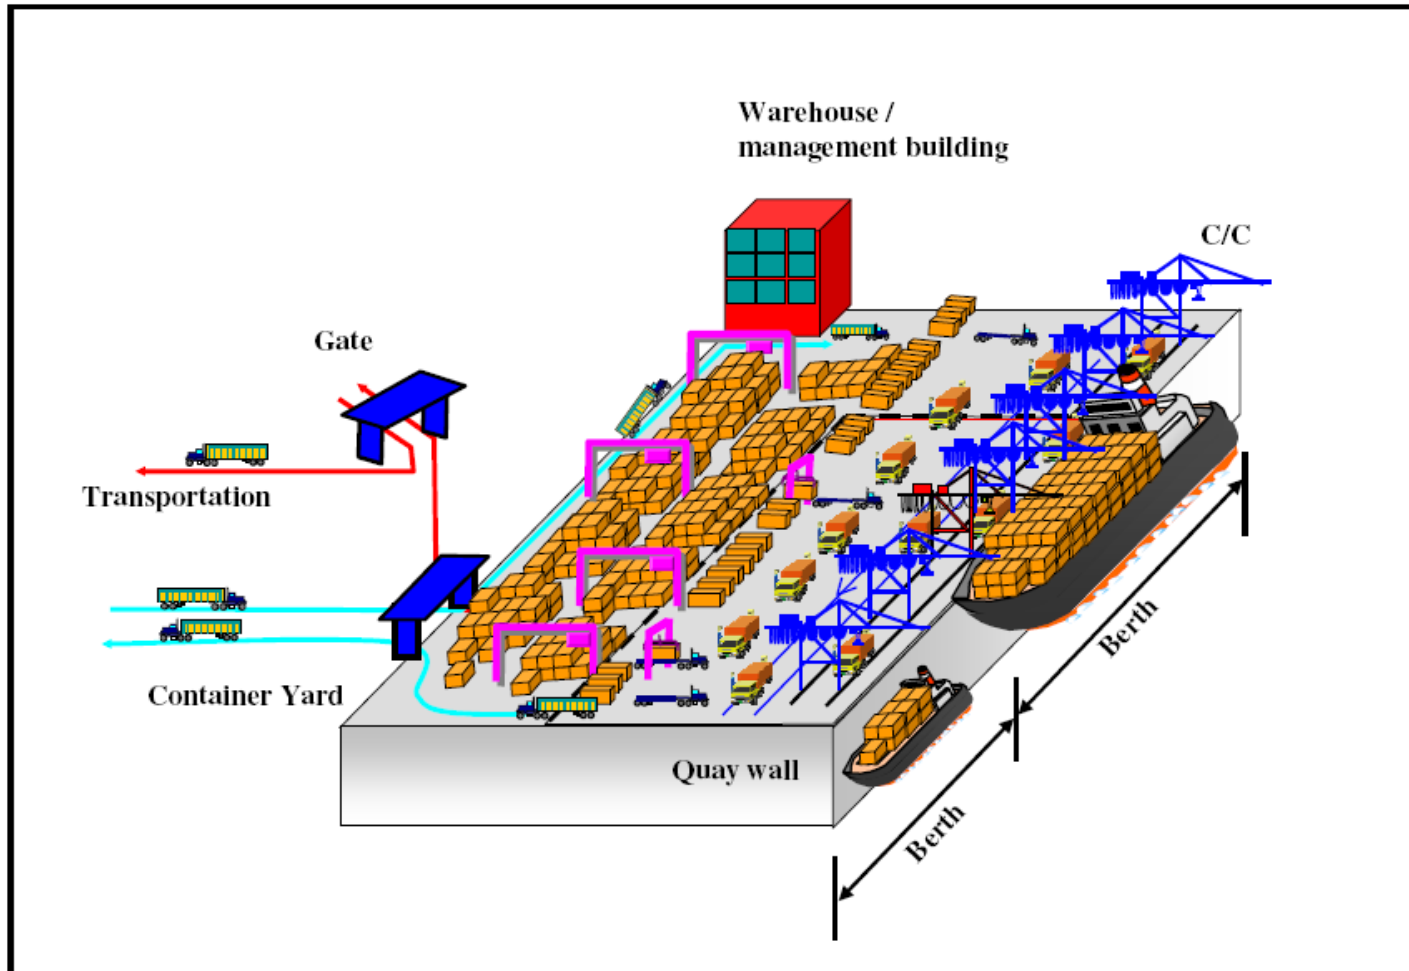 Warehouse /
management building
C/C
Gate
Transportation
Container Yard
Quay wall
Berth
Berth